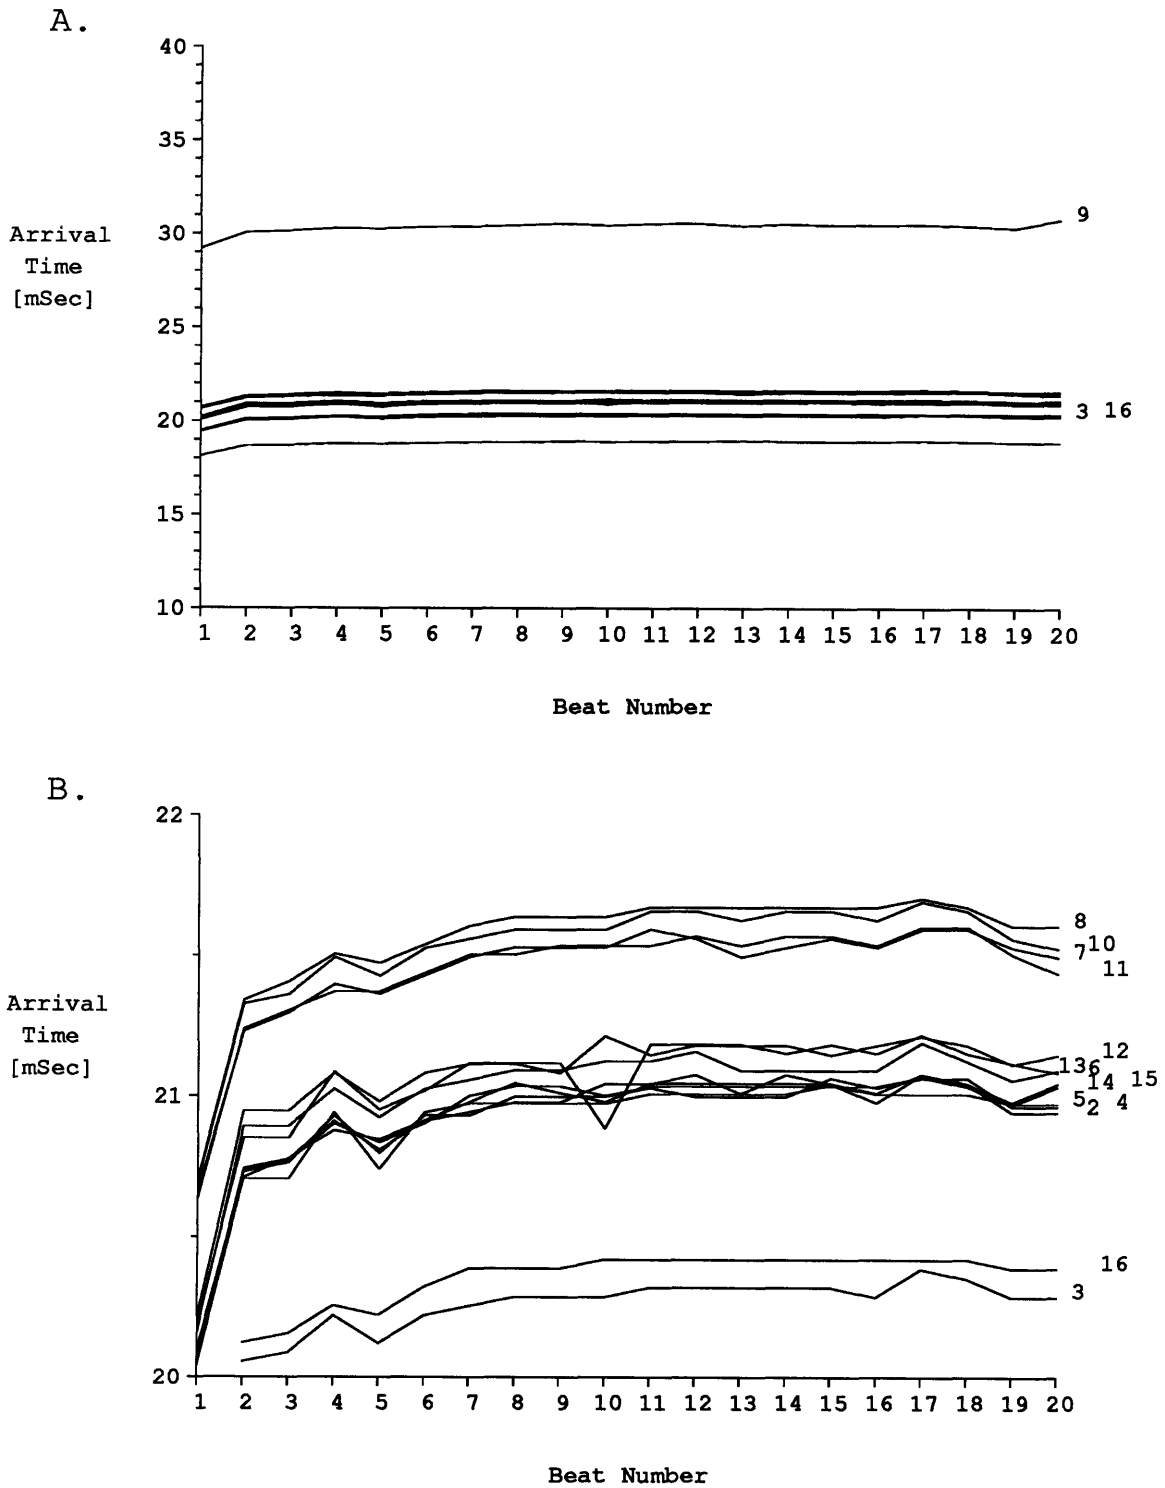 A.
40
35
30
25
20
15
10
Arrival
Time
[mSec]
9
3 16
1 2 3 4 5 6 7 8 9 10 11 12 13 14 15 16 17 18 19 20
Beat Number
B.
22
21
20
Arrival
Time
[mSec]
8
7 10
11
12
13 6
14 15
5 2 4
16
3
1 2 3 4 5 6 7 8 9 10 11 12 13 14 15 16 17 18 19 20
Beat Number